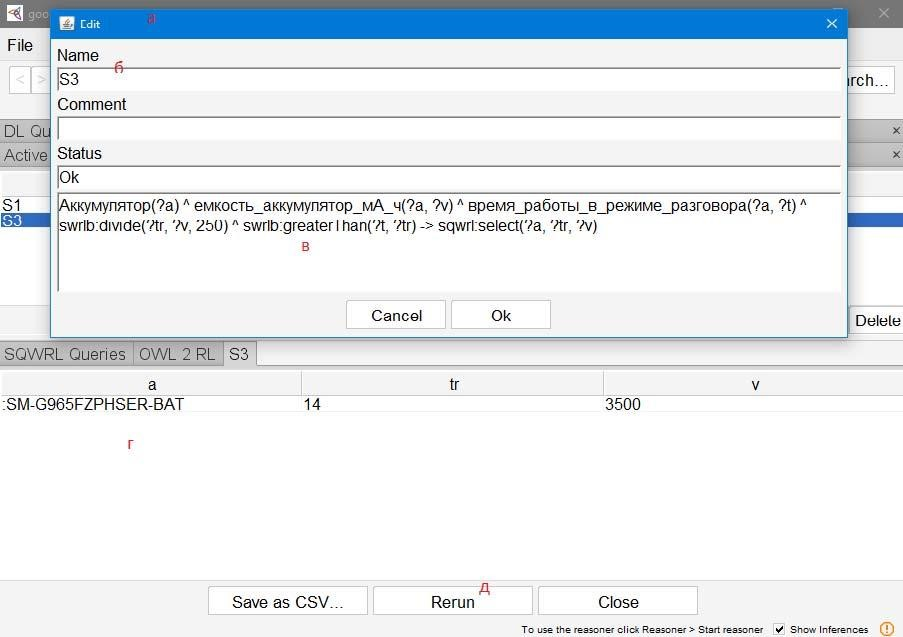 goo
Edit
а
File
Name
б
S3
< >
arch...
Comment
DL Qu
Active
Status
Ok
S1
S3
Аккумулятор(?a) ^ емкость_аккумулятор_мА_ч(?a, ?v) ^ время_работы_в_режиме_разговора(?a, ?t) ^
swrlb:divide(?tr, ?v, 250) ^ swrlb:greaterThan(?t, ?tr) -> sqwrl:select(?a, ?tr, ?v)
в
Cancel Ok
Delete
SQWRL Queries OWL 2 RL S3
a tr v
:SM-G965FZPHSER-BAT 14 3500
г
д
Save as CSV... Rerun Close
To use the reasoner click Reasoner > Start reasoner Show Inferences